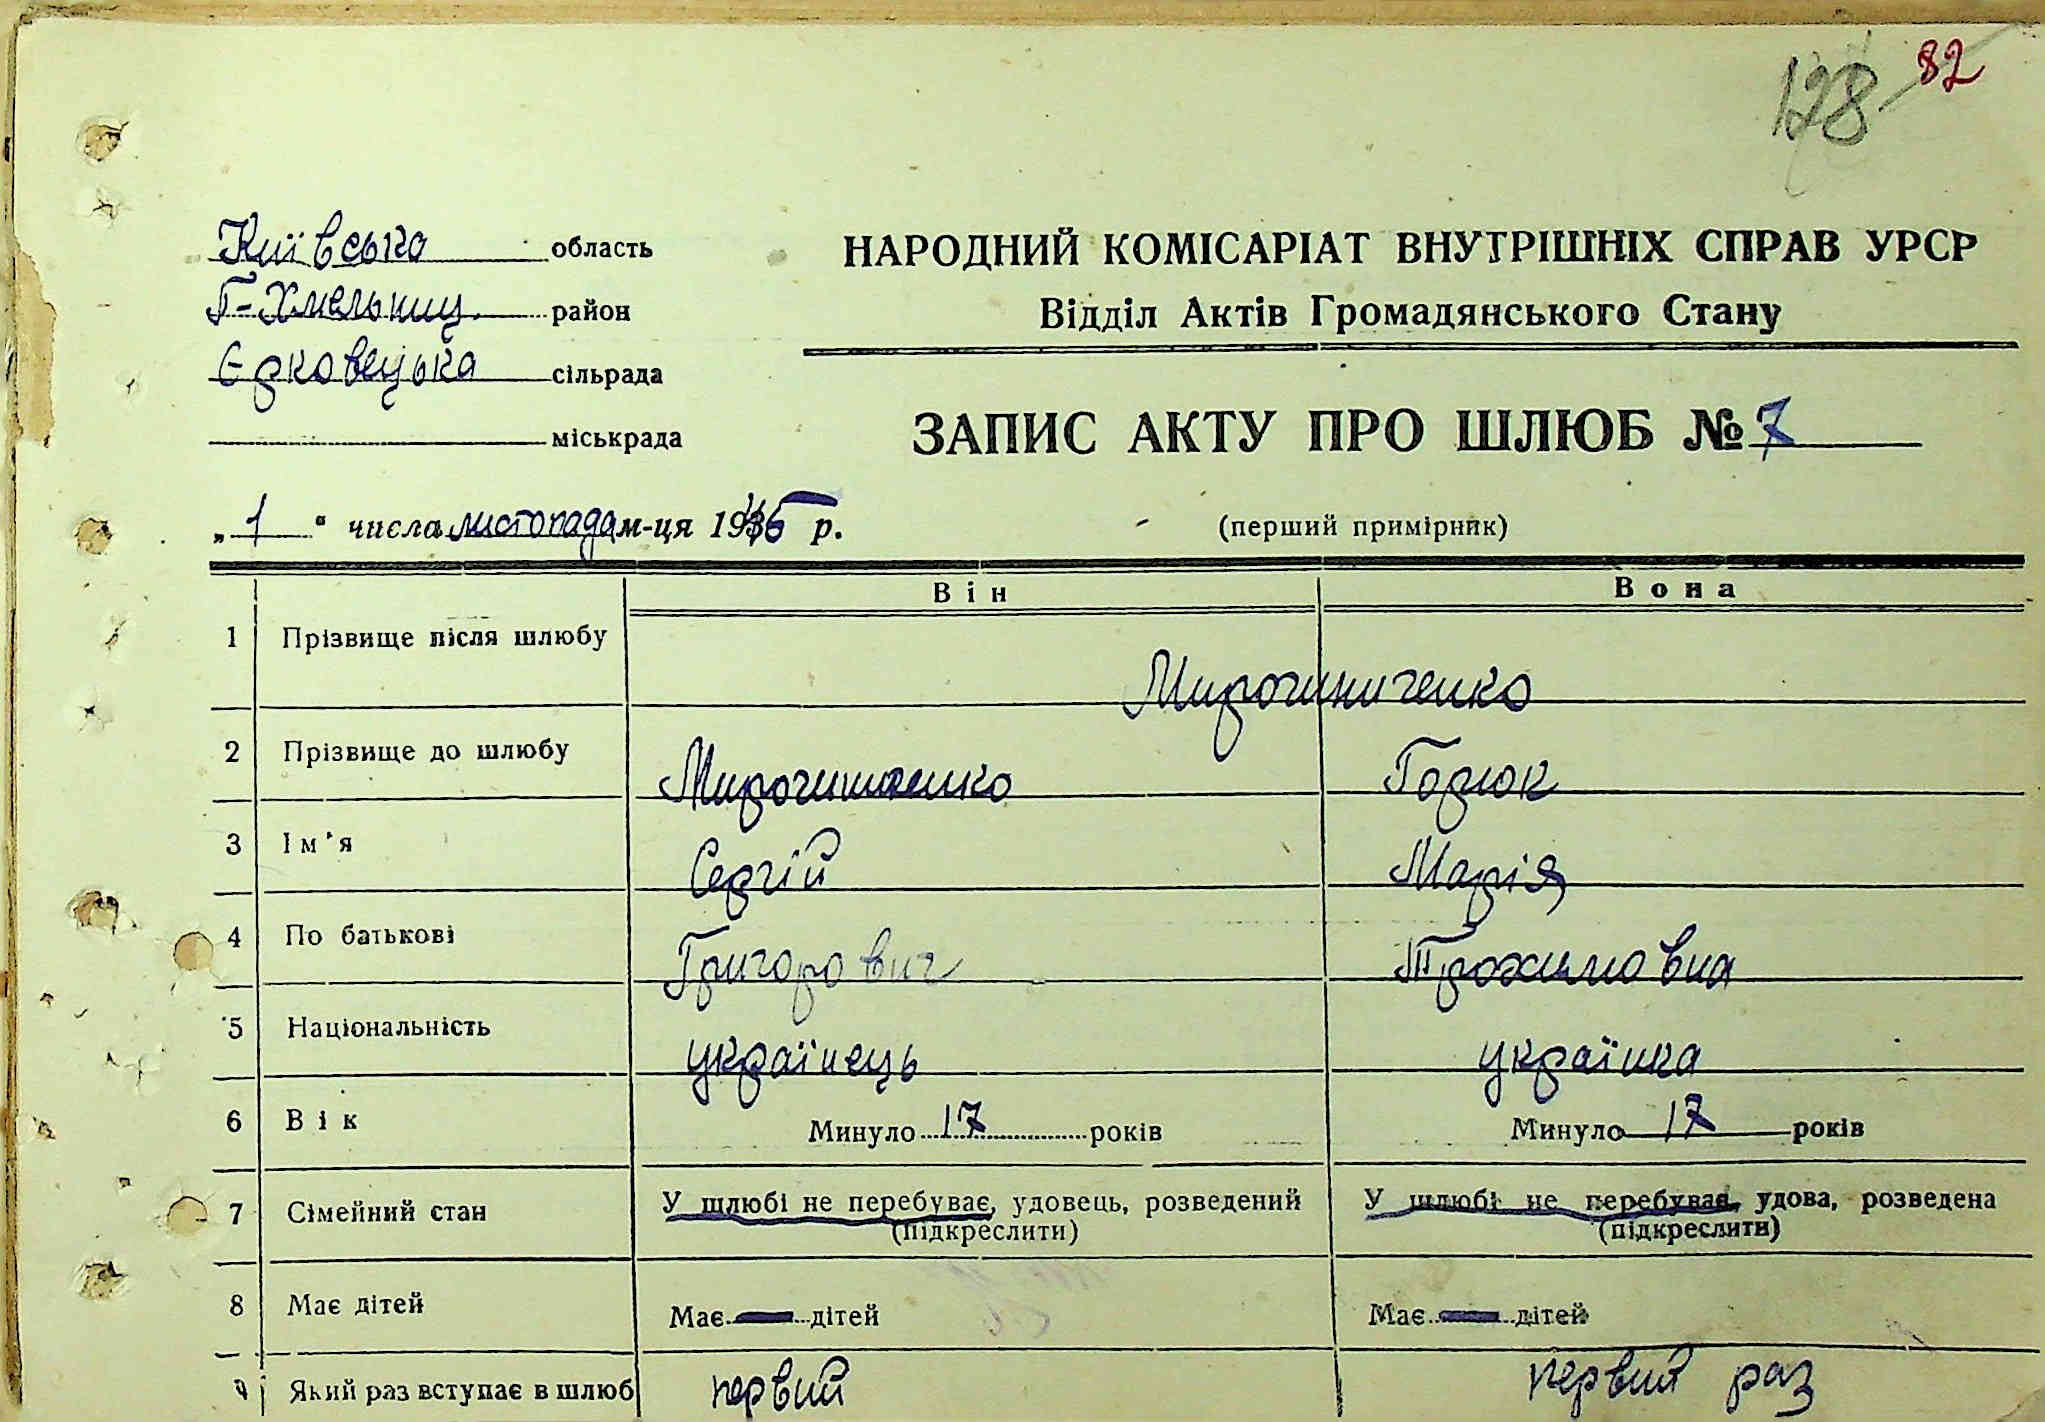 128 82
Київська область
П-Хмельниц. район
Єрковецька сільрада
міськрада
НАРОДНИЙ КОМІСАРІАТ ВНУТРІШНІХ СПРАВ УРСР
Відділ Актів Громадянського Стану
ЗАПИС АКТУ ПРО ШЛЮБ № 7
„1“ числа листопада м-ця 1945 р.
(перший примірник)
Він Вона
1 Прізвище після шлюбу Мирочиниченко
2 Прізвище до шлюбу Мирочиниченко Горюк
3 Ім'я Сергій Марія
4 По батькові Григорович Трохимовна
5 Національність українець українка
6 Вік Минуло 17 років Минуло 17 років
7 Сімейний стан У шлюбі не перебуває, удовець, розведений У шлюбі не перебуває, удова, розведена
(підкреслити) (підкреслити)
8 Має дітей Має — дітей Має — дітей
9 Який раз вступає в шлюб первий первий раз